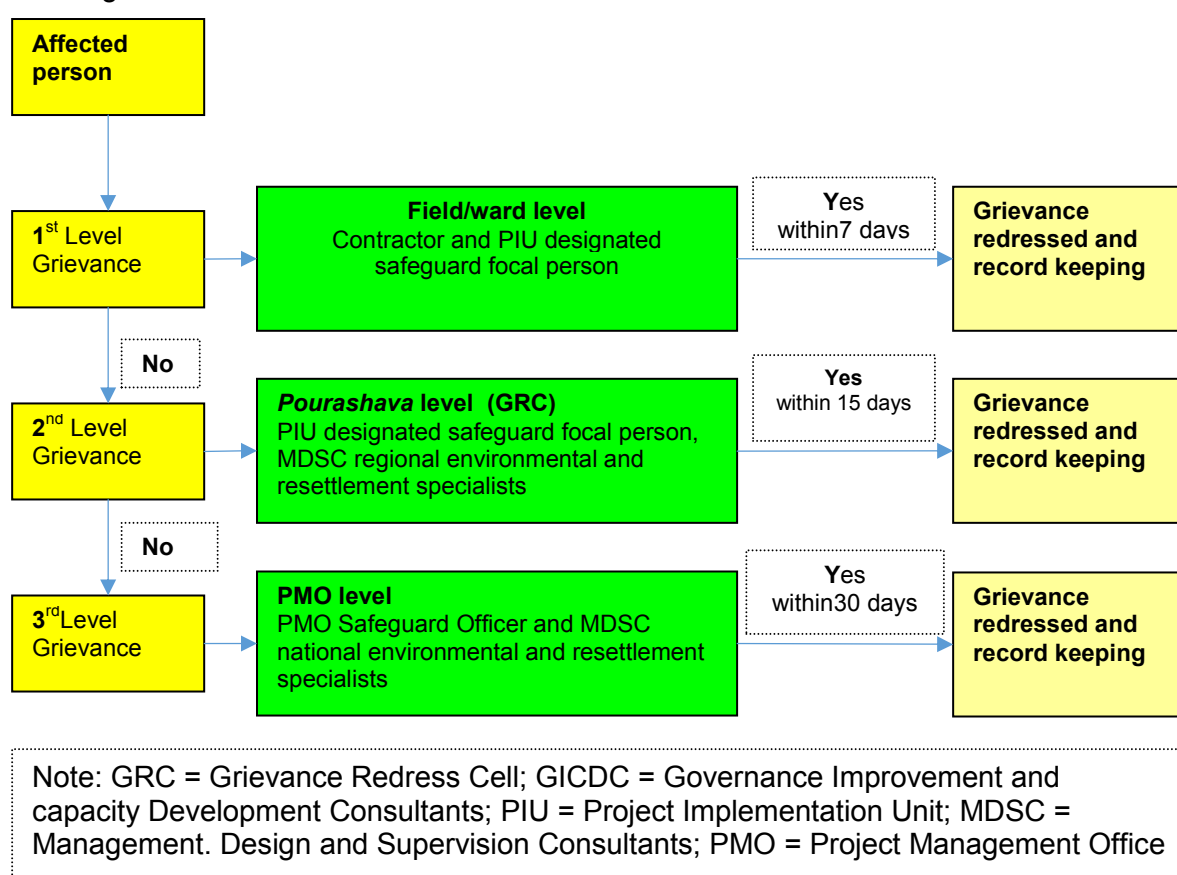 Affected
person
1st Level
Grievance
Field/ward level
Contractor and PIU designated
safeguard focal person
Yes
within7 days
Grievance
redressed and
record keeping
No
2nd Level
Grievance
Pourashava level (GRC)
PIU designated safeguard focal person,
MDSC regional environmental and
resettlement specialists
Yes
within 15 days
Grievance
redressed and
record keeping
No
3rdLevel
Grievance
PMO level
PMO Safeguard Officer and MDSC
national environmental and resettlement
specialists
Yes
within30 days
Grievance
redressed and
record keeping
Note: GRC = Grievance Redress Cell; GICDC = Governance Improvement and
capacity Development Consultants; PIU = Project Implementation Unit; MDSC =
Management. Design and Supervision Consultants; PMO = Project Management Office